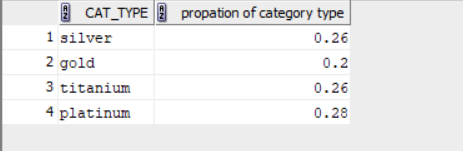 CAT_TYPE propation of category type
1 silver 0.26
2 gold 0.2
3 titanium 0.26
4 platinum 0.28